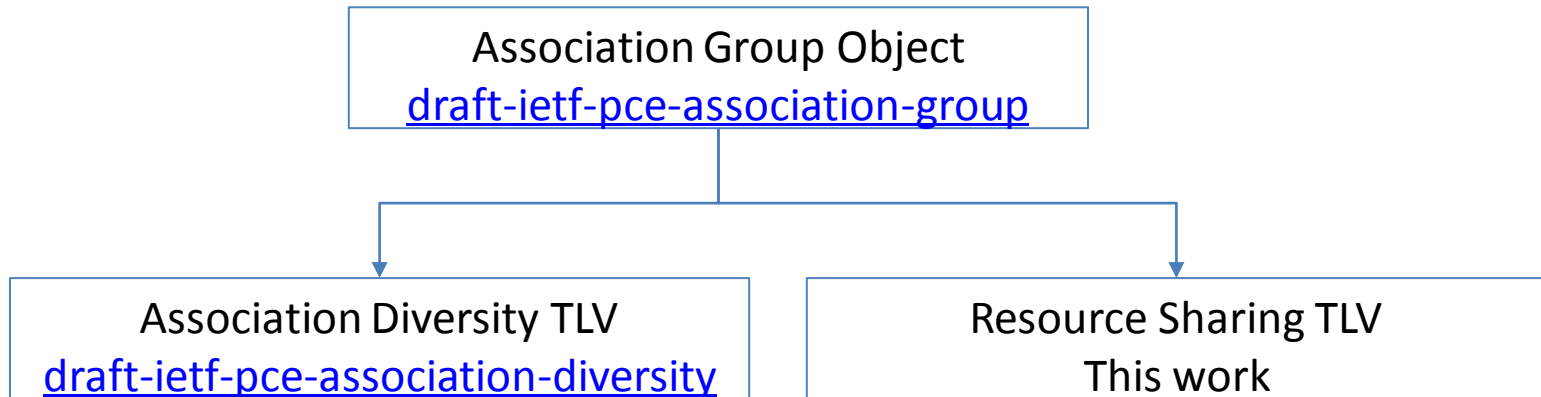 Association Group Object
draft-ietf-pce-association-group
Association Diversity TLV
draft-ietf-pce-association-diversity
Resource Sharing TLV
This work